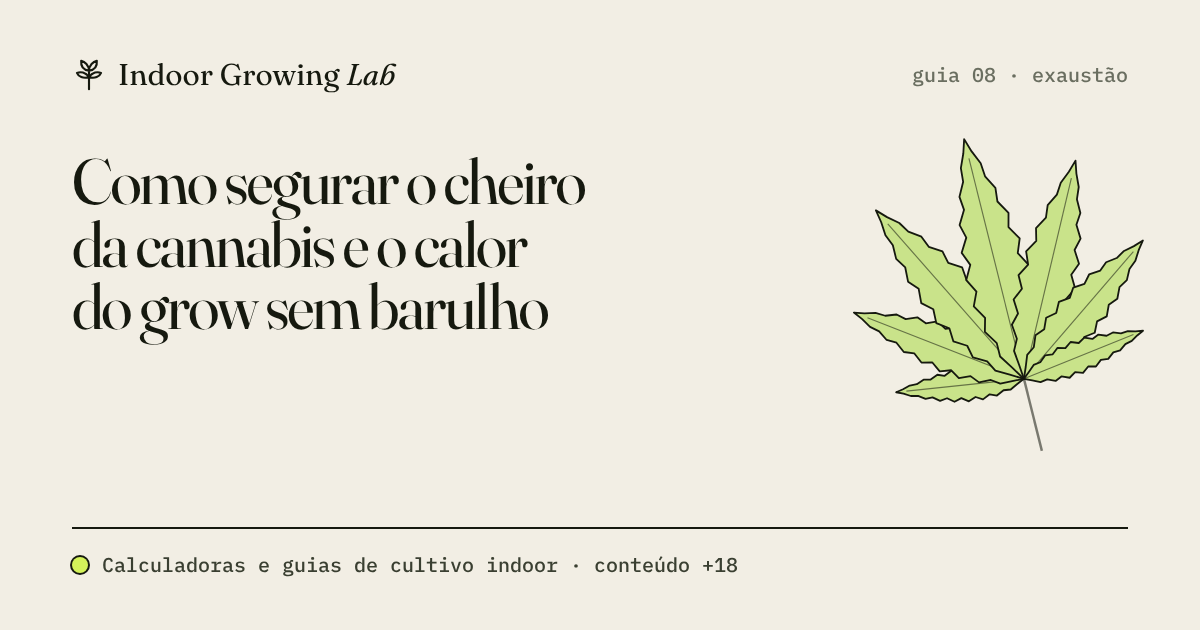 Indoor Growing Lab
guia 08 · exaustão
Como segurar o cheiro
da cannabis e o calor
do grow sem barulho
Calculadoras e guias de cultivo indoor · conteúdo +18